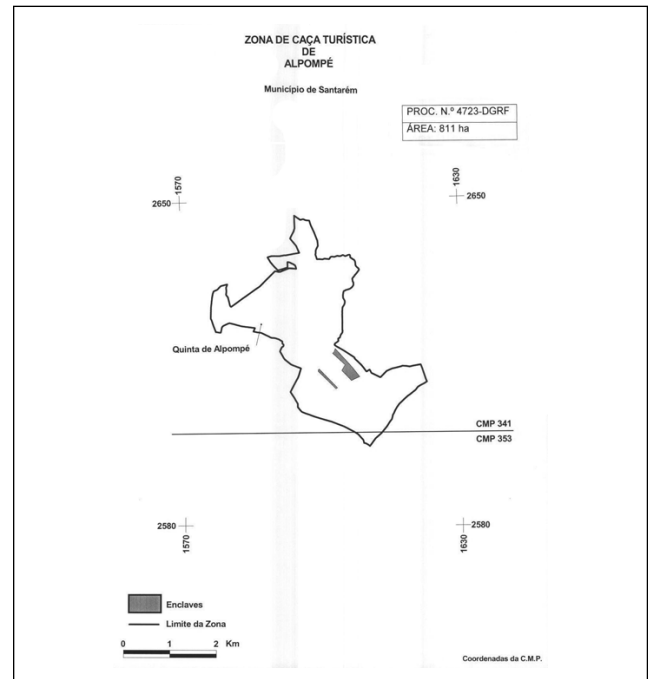 ZONA DE CAÇA TURÍSTICA
DE
ALPOMPÉ
Município de Santarém
PROC. N.º 4723-DGRF
ÁREA: 811 ha
1570
1630
2650
2650
Quinta de Alpompé
CMP 341
CMP 353
2580
2580
1570
1630
Enclaves
Limite da Zona
0 1 2 Km
Coordenadas da C.M.P.